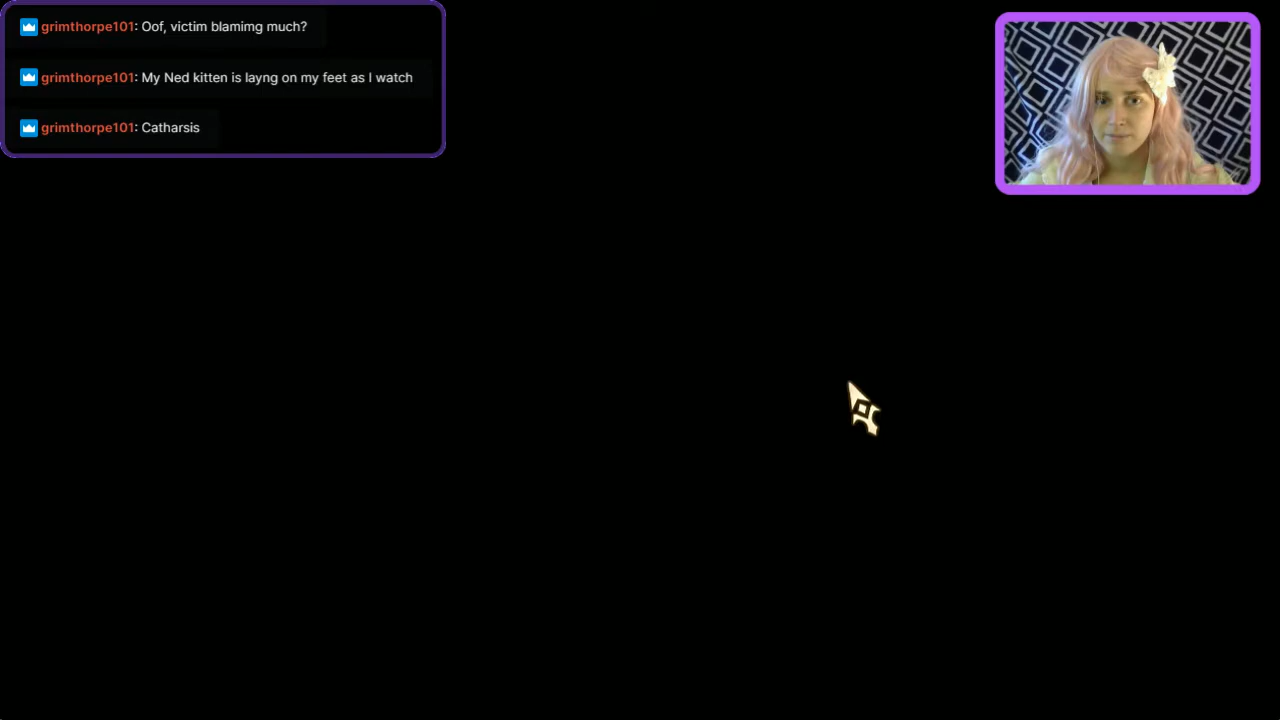 grimthorpe101: Oof, victim blamimg much?
grimthorpe101: My Ned kitten is layng on my feet as I watch
grimthorpe101: Catharsis